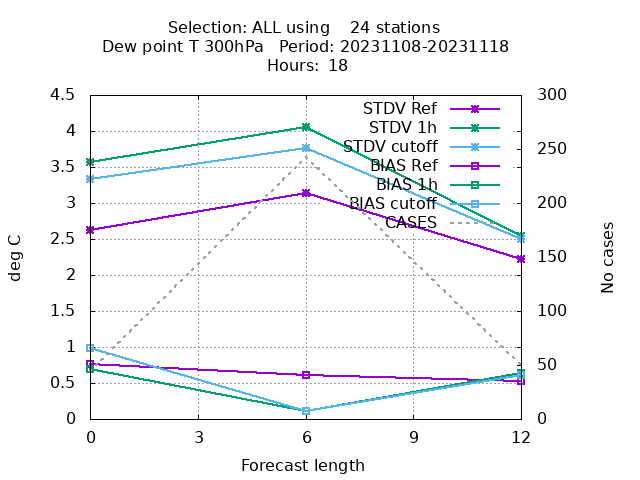 Selection: ALL using    24 stations
Dew point T 300hPa   Period: 20231108-20231118
Hours:  18
STDV Ref
STDV 1h
STDV cutoff
BIAS Ref
BIAS 1h
BIAS cutoff
CASES
4.5
4
3.5
3
2.5
2
1.5
1
0.5
0
300
250
200
150
100
50
0
deg C
No cases
0 3 6 9 12
Forecast length